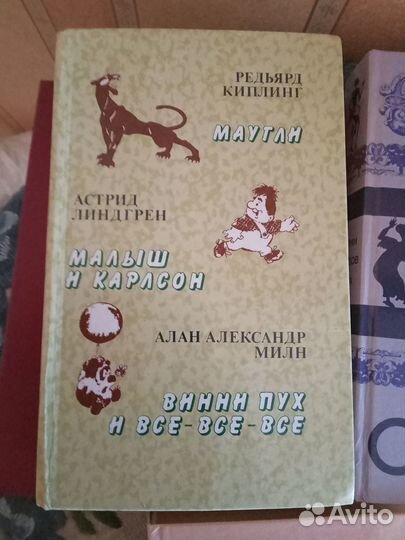 РЕДЬЯРД
КИПЛИНГ
МАУГЛИ
АСТРИД
ЛИНДГРЕН
МАЛЫШ
И КАРЛСОН
АЛАН АЛЕКСАНДР
МИЛН
ВИННИ ПУХ
И ВСЕ-ВСЕ-ВСЕ
Avito